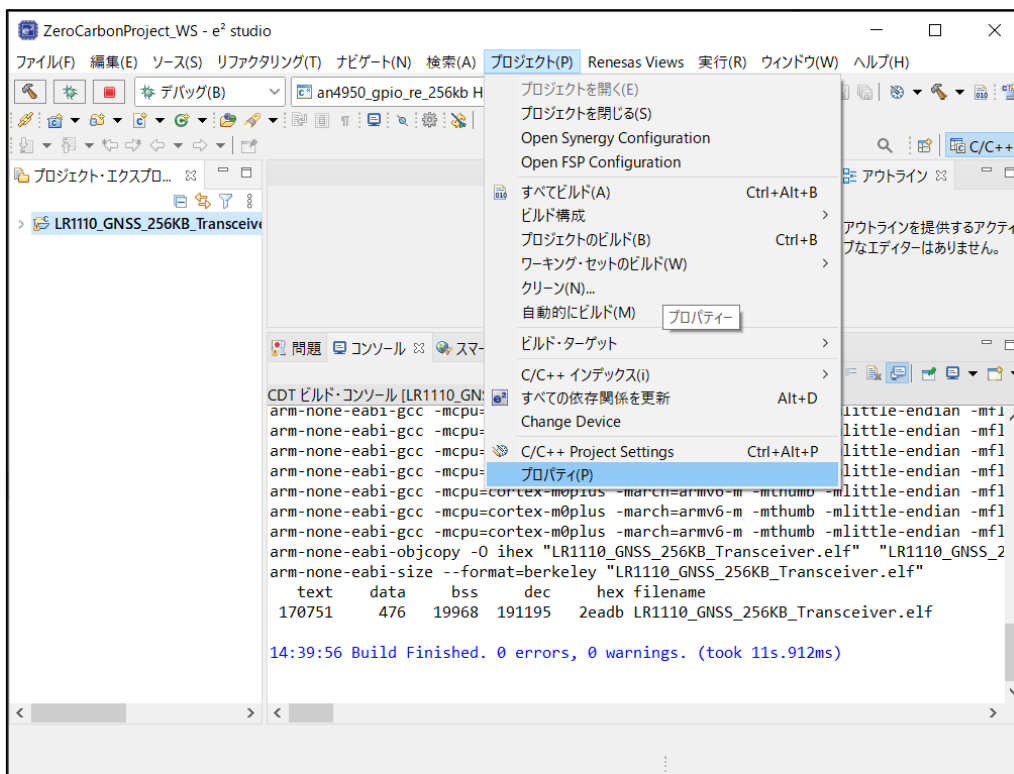 ZeroCarbonProject_WS - e² studio
ファイル(F) 編集(E) ソース(S) リファクタリング(T) ナビゲート(N) 検索(A) プロジェクト(P) Renesas Views 実行(R) ウィンドウ(W) ヘルプ(H)
デバッグ(B) an4950_gpio_re_256kb H
プロジェクトを開く(E)
プロジェクトを閉じる(S)
Open Synergy Configuration
Open FSP Configuration
C/C++
プロジェクト・エクスプロ...
アウトライン
すべてビルド(A) Ctrl+Alt+B
ビルド構成
LR1110_GNSS_256KB_Transceive
アウトラインを提供するアクティ
ブなエディターはありません。
プロジェクトのビルド(B) Ctrl+B
ワーキング・セットのビルド(W)
クリーン(N)...
自動的にビルド(M)
プロパティー
ビルド・ターゲット
問題 コンソール スマー
C/C++ インデックス(i)
CDT ビルド・コンソール [LR1110_GN
すべての依存関係を更新 Alt+D
Change Device
C/C++ Project Settings Ctrl+Alt+P
プロパティ(P)
arm-none-eabi-gcc -mcpu= mlittle-endian -mfl
arm-none-eabi-gcc -mcpu= mlittle-endian -mfl
arm-none-eabi-gcc -mcpu= mlittle-endian -mfl
arm-none-eabi-gcc -mcpu= mlittle-endian -mfl
arm-none-eabi-gcc -mcpu=cortex-m0plus -march=armv6-m -mthumb -mlittle-endian -mfl
arm-none-eabi-gcc -mcpu=cortex-m0plus -march=armv6-m -mthumb -mlittle-endian -mfl
arm-none-eabi-gcc -mcpu=cortex-m0plus -march=armv6-m -mthumb -mlittle-endian -mfl
arm-none-eabi-objcopy -O ihex "LR1110_GNSS_256KB_Transceiver.elf" "LR1110_GNSS_2
arm-none-eabi-size --format=berkeley "LR1110_GNSS_256KB_Transceiver.elf"
text data bss dec hex filename
170751 476 19968 191195 2eadb LR1110_GNSS_256KB_Transceiver.elf
14:39:56 Build Finished. 0 errors, 0 warnings. (took 11s.912ms)